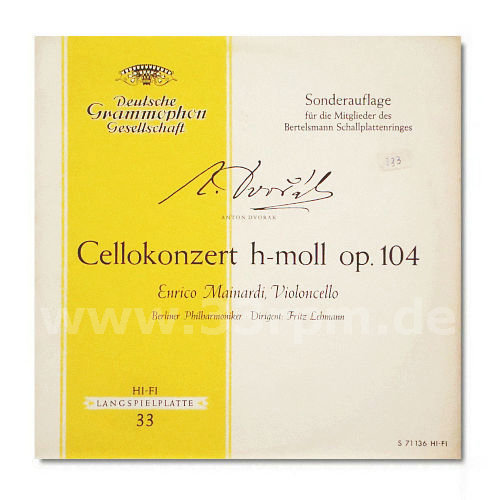 Deutsche
Grammophon
Gesellschaft
Sonderauflage
für die Mitglieder des
Bertelsmann Schallplattenringes
A. Dvořák
ANTON DVORAK
Cellokonzert h-moll op. 104
Enrico Mainardi, Violoncello
Berliner Philharmoniker · Dirigent: Fritz Lehmann
HI-FI
LANGSPIELPLATTE
33
S 71136 HI-FI